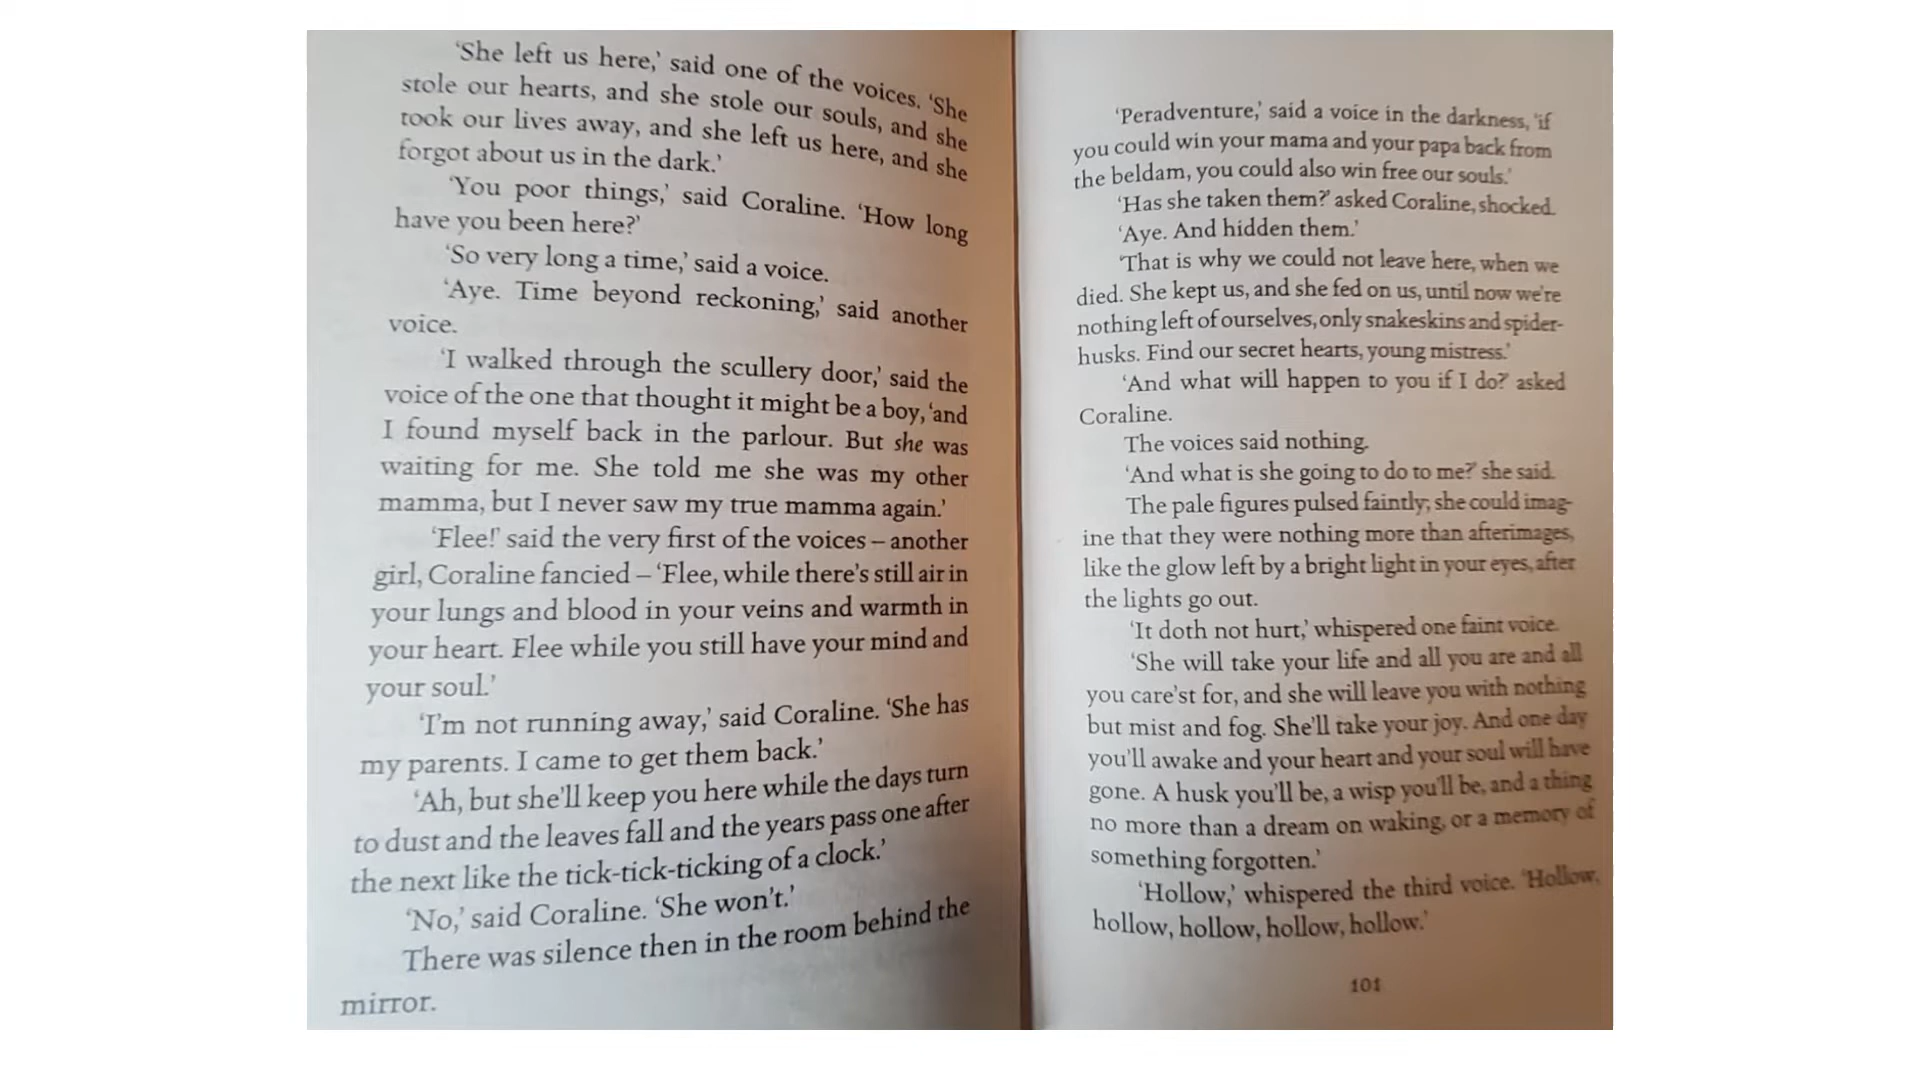 ‘She left us here,’ said one of the voices. ‘She
stole our hearts, and she stole our souls, and she
took our lives away, and she left us here, and she
forgot about us in the dark.’
‘You poor things,’ said Coraline. ‘How long
have you been here?’
‘So very long a time,’ said a voice.
‘Aye. Time beyond reckoning,’ said another
voice.
‘I walked through the scullery door,’ said the
voice of the one that thought it might be a boy, ‘and
I found myself back in the parlour. But she was
waiting for me. She told me she was my other
mamma, but I never saw my true mamma again.’
‘Flee!’ said the very first of the voices – another
girl, Coraline fancied – ‘Flee, while there’s still air in
your lungs and blood in your veins and warmth in
your heart. Flee while you still have your mind and
your soul.’
‘I’m not running away,’ said Coraline. ‘She has
my parents. I came to get them back.’
‘Ah, but she’ll keep you here while the days turn
to dust and the leaves fall and the years pass one after
the next like the tick-tick-ticking of a clock.’
‘No,’ said Coraline. ‘She won’t.’
There was silence then in the room behind the
mirror.
‘Peradventure,’ said a voice in the darkness, ‘if
you could win your mama and your papa back from
the beldam, you could also win free our souls.’
‘Has she taken them?’ asked Coraline, shocked.
‘Aye. And hidden them.’
‘That is why we could not leave here, when we
died. She kept us, and she fed on us, until now we’re
nothing left of ourselves, only snakeskins and spider-
husks. Find our secret hearts, young mistress.’
‘And what will happen to you if I do?’ asked
Coraline.
The voices said nothing.
‘And what is she going to do to me?’ she said.
The pale figures pulsed faintly; she could imag-
ine that they were nothing more than afterimages,
like the glow left by a bright light in your eyes, after
the lights go out.
‘It doth not hurt,’ whispered one faint voice.
‘She will take your life and all you are and all
you care’st for, and she will leave you with nothing
but mist and fog. She’ll take your joy. And one day
you’ll awake and your heart and your soul will have
gone. A husk you’ll be, a wisp you’ll be, and a thing
no more than a dream on waking, or a memory of
something forgotten.’
‘Hollow,’ whispered the third voice. ‘Hollow,
hollow, hollow, hollow, hollow.’
101